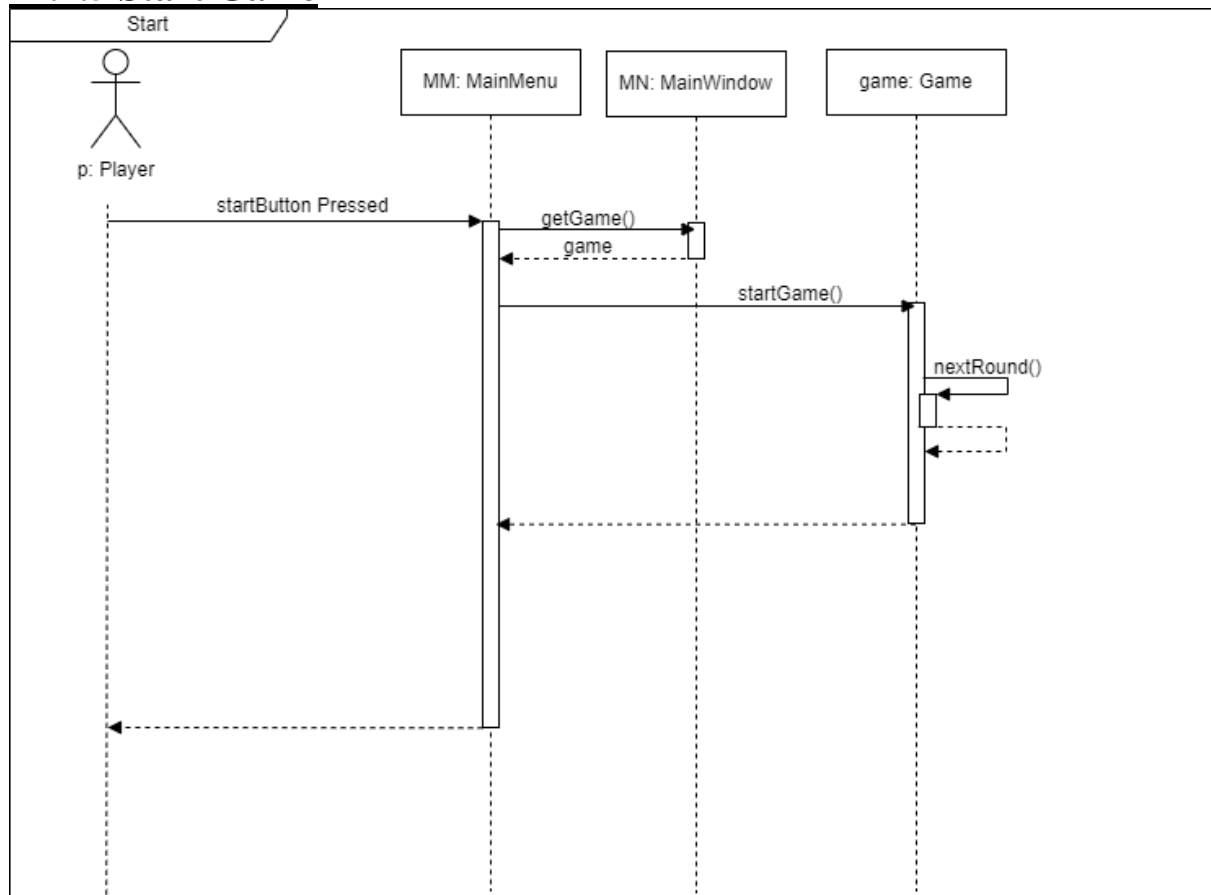 Start
MM: MainMenu
MN: MainWindow
game: Game
p: Player
startButton Pressed
getGame()
game
startGame()
nextRound()